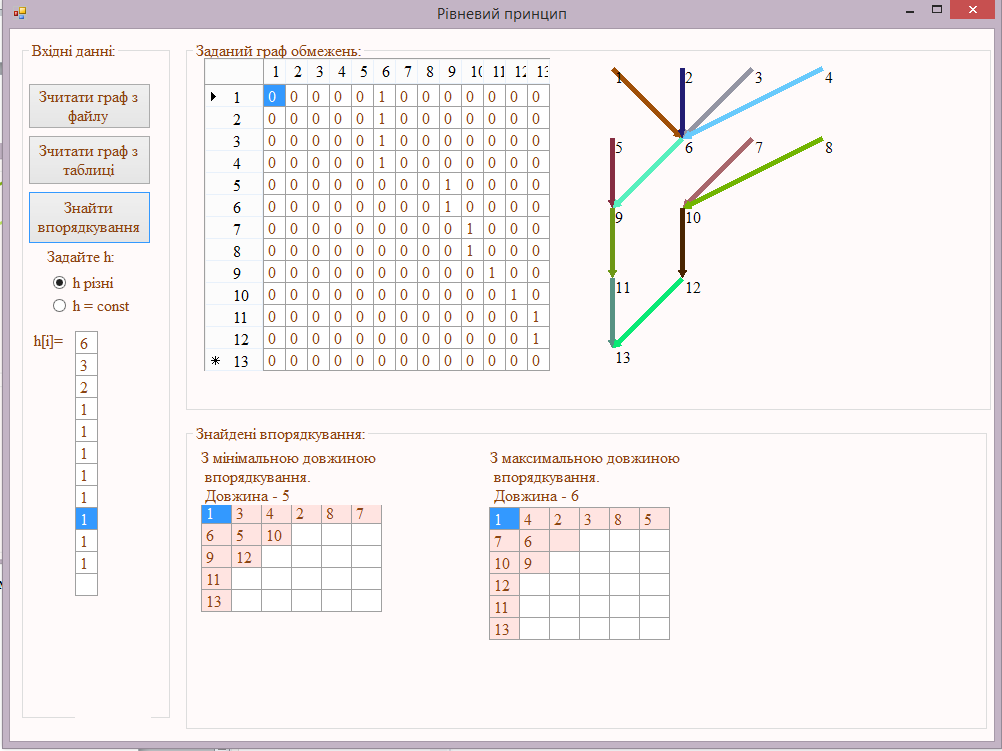 Рівневий принцип
Вхідні данні:
Зчитати граф з
файлу
Зчитати граф з
таблиці
Знайти
впорядкування
Задайте h:
h різні
h = const
h[i]=
6
3
2
1
1
1
1
1
1
1
1
Заданий граф обмежень:
1 2 3 4 5 6 7 8 9 10 11 12 13
1 0 0 0 0 0 1 0 0 0 0 0 0 0
2 0 0 0 0 0 1 0 0 0 0 0 0 0
3 0 0 0 0 0 1 0 0 0 0 0 0 0
4 0 0 0 0 0 1 0 0 0 0 0 0 0
5 0 0 0 0 0 0 0 0 1 0 0 0 0
6 0 0 0 0 0 0 0 0 1 0 0 0 0
7 0 0 0 0 0 0 0 0 0 1 0 0 0
8 0 0 0 0 0 0 0 0 0 1 0 0 0
9 0 0 0 0 0 0 0 0 0 0 1 0 0
10 0 0 0 0 0 0 0 0 0 0 0 1 0
11 0 0 0 0 0 0 0 0 0 0 0 0 1
12 0 0 0 0 0 0 0 0 0 0 0 0 1
* 13 0 0 0 0 0 0 0 0 0 0 0 0 0
1 2 3 4
5 6 7 8
9 10
11 12
13
Знайдені впорядкування:
З мінімальною довжиною
впорядкування.
Довжина - 5
1 3 4 2 8 7
6 5 10
9 12
11
13
З максимальною довжиною
впорядкування.
Довжина - 6
1 4 2 3 8 5
7 6
10 9
12
11
13